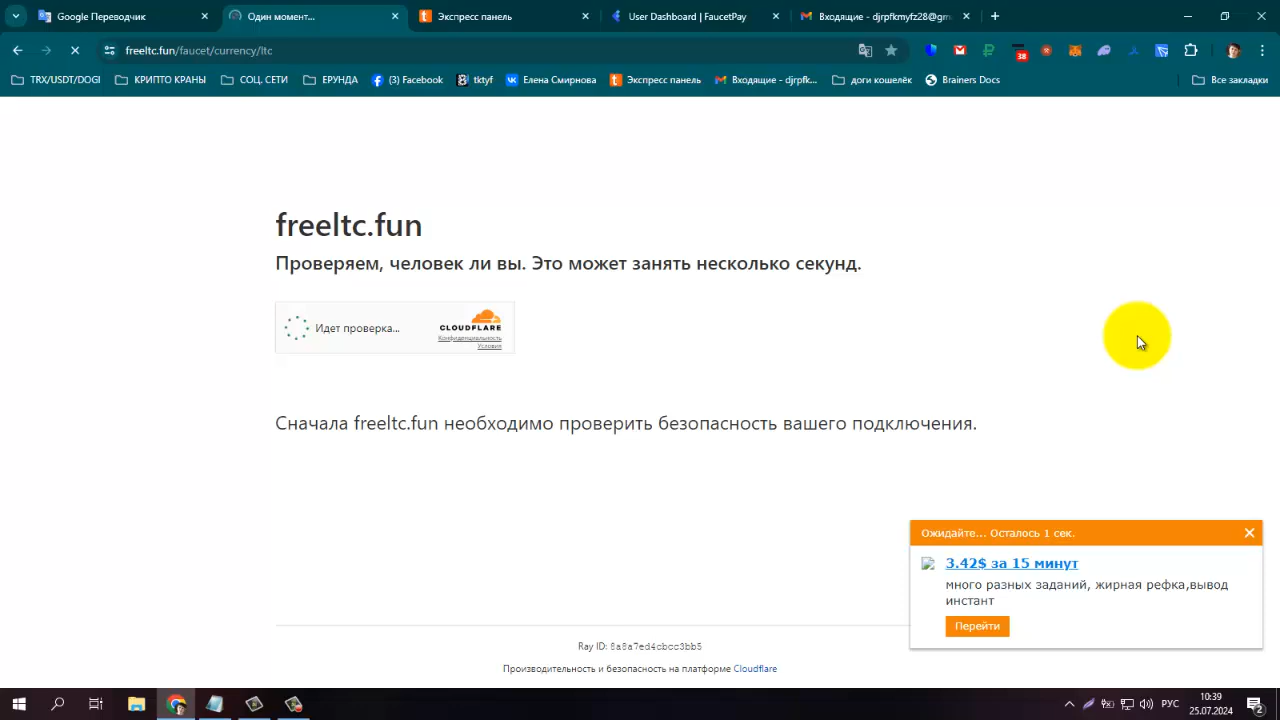 Google Переводчик
Один момент...
Экспресс панель
User Dashboard | FaucetPay
Входящие - djrpfkmyfz28@gm
freeltc.fun/faucet/currency/ltc
38
TRX/USDT/DOGI
КРИПТО КРАНЫ
СОЦ. СЕТИ
ЕРУНДА
(3) Facebook
tktyf
Елена Смирнова
Экспресс панель
Входящие - djrpfk...
доги кошелёк
Brainers Docs
Все закладки
freeltc.fun
Проверяем, человек ли вы. Это может занять несколько секунд.
Идет проверка...
CLOUDFLARE
Конфиденциальность
Условия
Сначала freeltc.fun необходимо проверить безопасность вашего подключения.
Ожидайте... Осталось 1 сек.
3.42$ за 15 минут
много разных заданий, жирная рефка,вывод
инстант
Перейти
Ray ID: 8a8a7ed4cbcc3bb5
Производительность и безопасность на платформе Cloudflare
РУС
10:39
25.07.2024
2